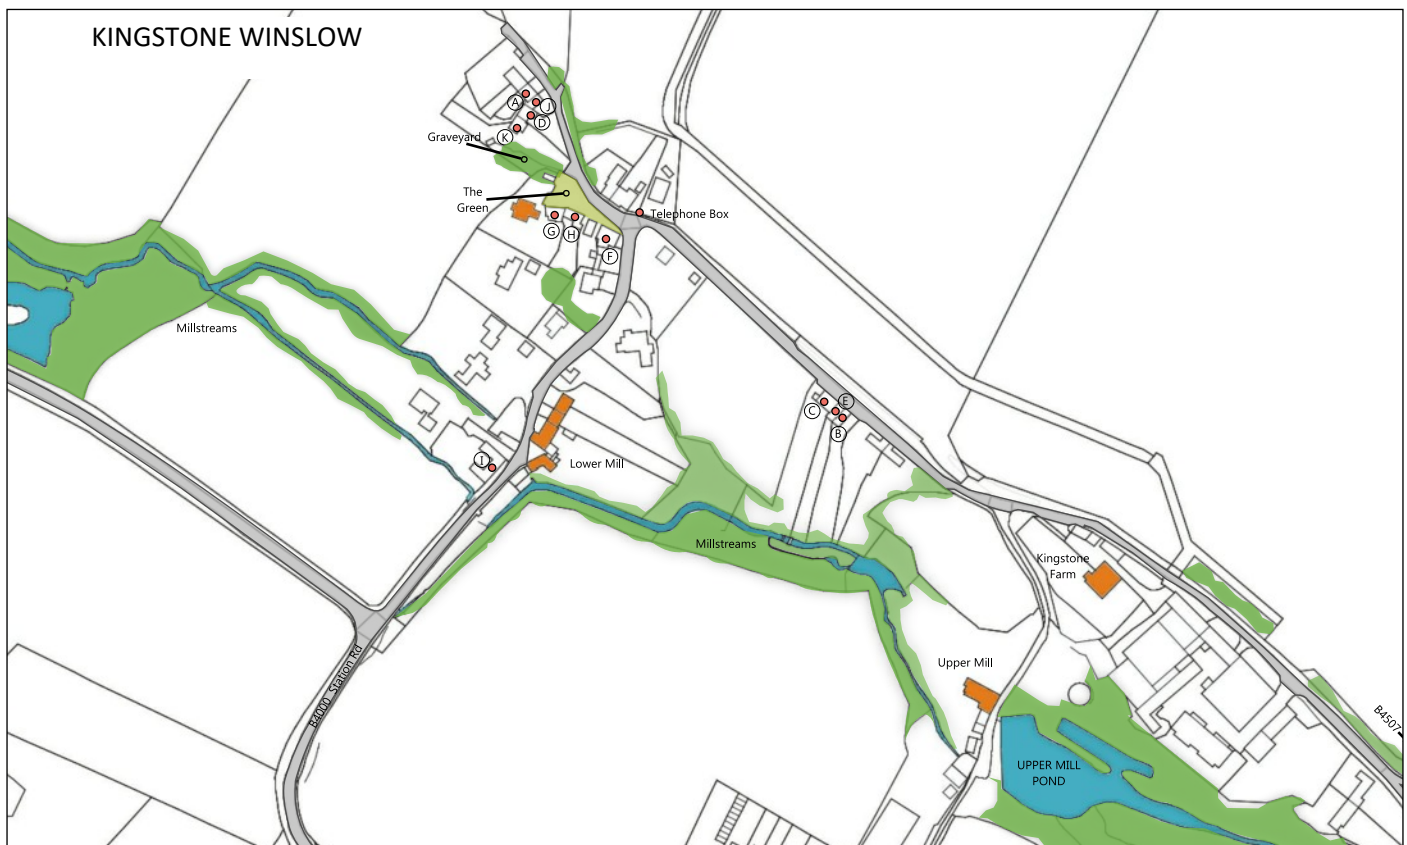 KINGSTONE WINSLOW
A
J
D
K
Graveyard
The
Green
Telephone Box
G
H
F
Millstreams
C
E
B
I
Lower Mill
Millstreams
Kingstone
Farm
Upper Mill
B4000 Station Rd
B4507
UPPER MILL
POND